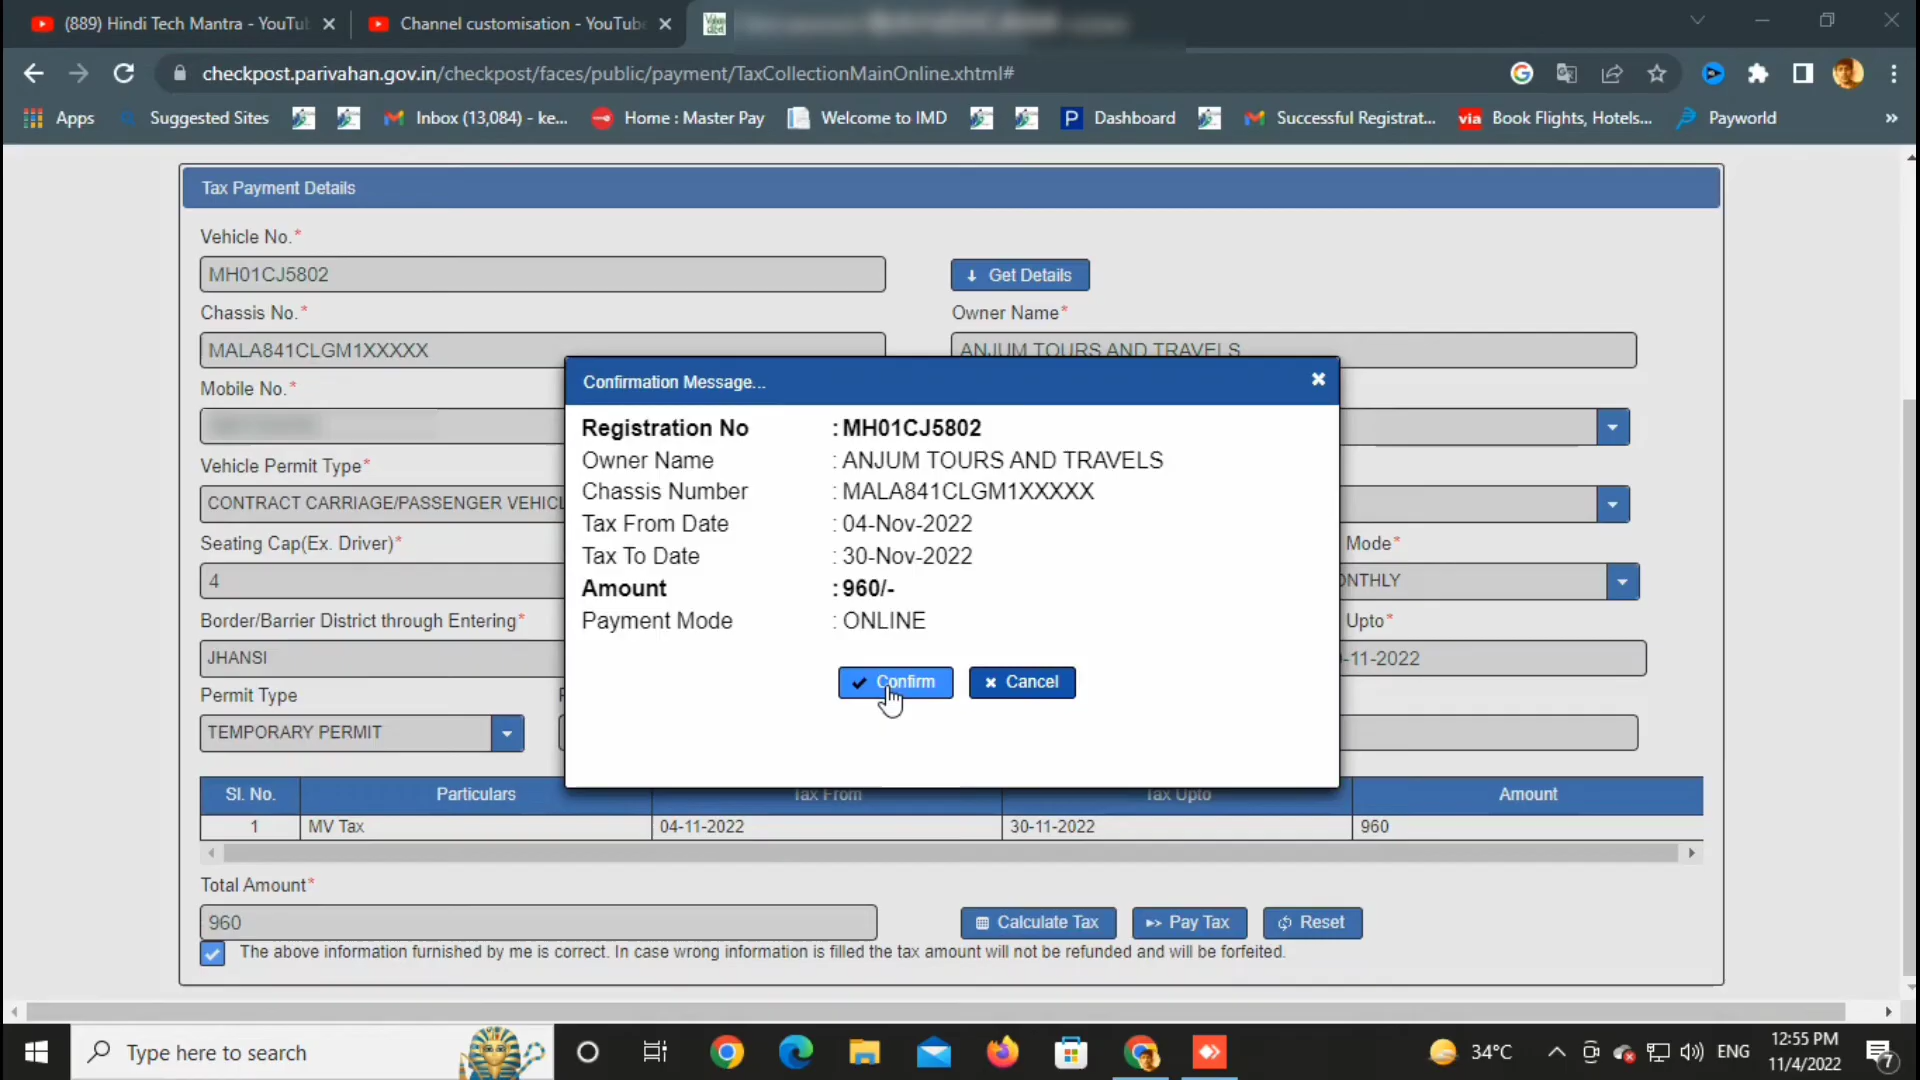 (889) Hindi Tech Mantra - YouTu
Channel customisation - YouTube
checkpost.parivahan.gov.in/checkpost/faces/public/payment/TaxCollectionMainOnline.xhtml#
Apps
Suggested Sites
Inbox (13,084) - ke...
Home : Master Pay
Welcome to IMD
Dashboard
Successful Registrat...
via Book Flights, Hotels...
Payworld
»
Tax Payment Details
Vehicle No.*
MH01CJ5802
Get Details
Chassis No.*
Owner Name*
MALA841CLGM1XXXXX
ANJUM TOURS AND TRAVELS
Mobile No.*
Confirmation Message...
Registration No : MH01CJ5802
Owner Name : ANJUM TOURS AND TRAVELS
Chassis Number : MALA841CLGM1XXXXX
Tax From Date : 04-Nov-2022
Tax To Date : 30-Nov-2022
Amount : 960/-
Payment Mode : ONLINE
Confirm
Cancel
Vehicle Permit Type*
CONTRACT CARRIAGE/PASSENGER VEHICL
Seating Cap(Ex. Driver)*
Mode*
4
ONTHLY
Border/Barrier District through Entering*
Upto*
JHANSI
-11-2022
Permit Type
TEMPORARY PERMIT
Sl. No. Particulars Tax From Tax Upto Amount
1 MV Tax 04-11-2022 30-11-2022 960
Total Amount*
960
Calculate Tax
Pay Tax
Reset
The above information furnished by me is correct. In case wrong information is filled the tax amount will not be refunded and will be forfeited.
Type here to search
34°C
ENG
12:55 PM
11/4/2022
7